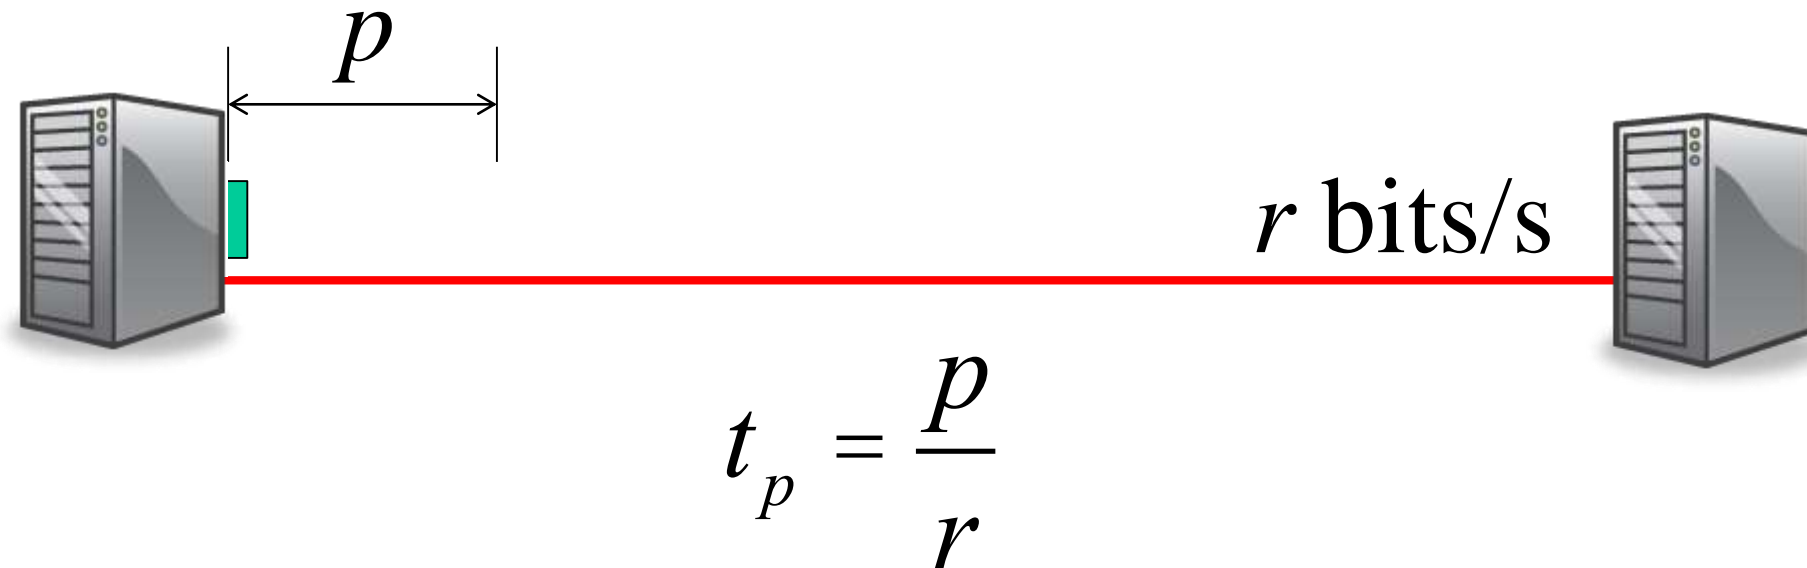 p
r bits/s
t_p = p/r